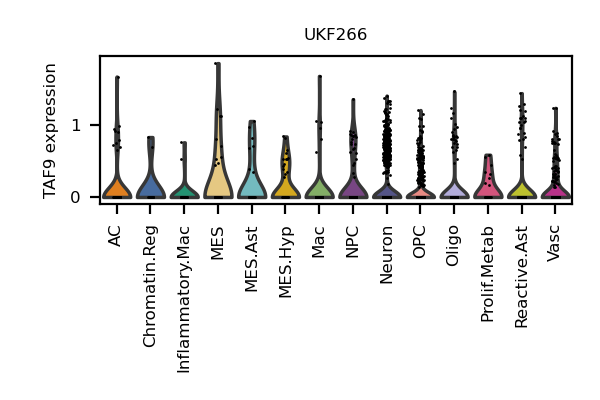 UKF266
TAF9 expression
1
0
AC
Chromatin.Reg
Inflammatory.Mac
MES
MES.Ast
MES.Hyp
Mac
NPC
Neuron
OPC
Oligo
Prolif.Metab
Reactive.Ast
Vasc